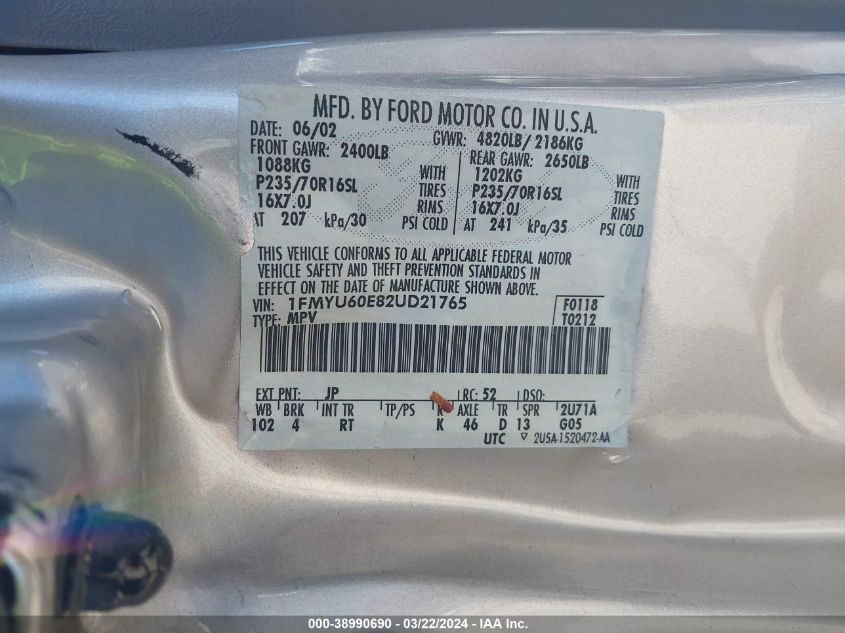 MFD. BY FORD MOTOR CO. IN U.S.A.
DATE: 06/02 GVWR: 4820LB/ 2186KG
FRONT GAWR: 2400LB REAR GAWR: 2650LB
1088KG WITH 1202KG WITH
P235/70R16SL TIRES P235/70R16SL TIRES
16X7.0J RIMS 16X7.0J RIMS
AT 207 kPa/30 PSI COLD AT 241 kPa/35 PSI COLD
THIS VEHICLE CONFORMS TO ALL APPLICABLE FEDERAL MOTOR
VEHICLE SAFETY AND THEFT PREVENTION STANDARDS IN
EFFECT ON THE DATE OF MANUFACTURE SHOWN ABOVE.
VIN: 1FMYU60E82UD21765 F0118
TYPE: MPV T0212
EXT PNT: JP RC: 52 DSO:
WB BRK INT TR TP/PS R AXLE TR SPR 2U71A
102 4 RT K 46 D 13 G05
UTC ▽ 2U5A-1520472-AA
000-38990690 - 03/22/2024 - IAA Inc.